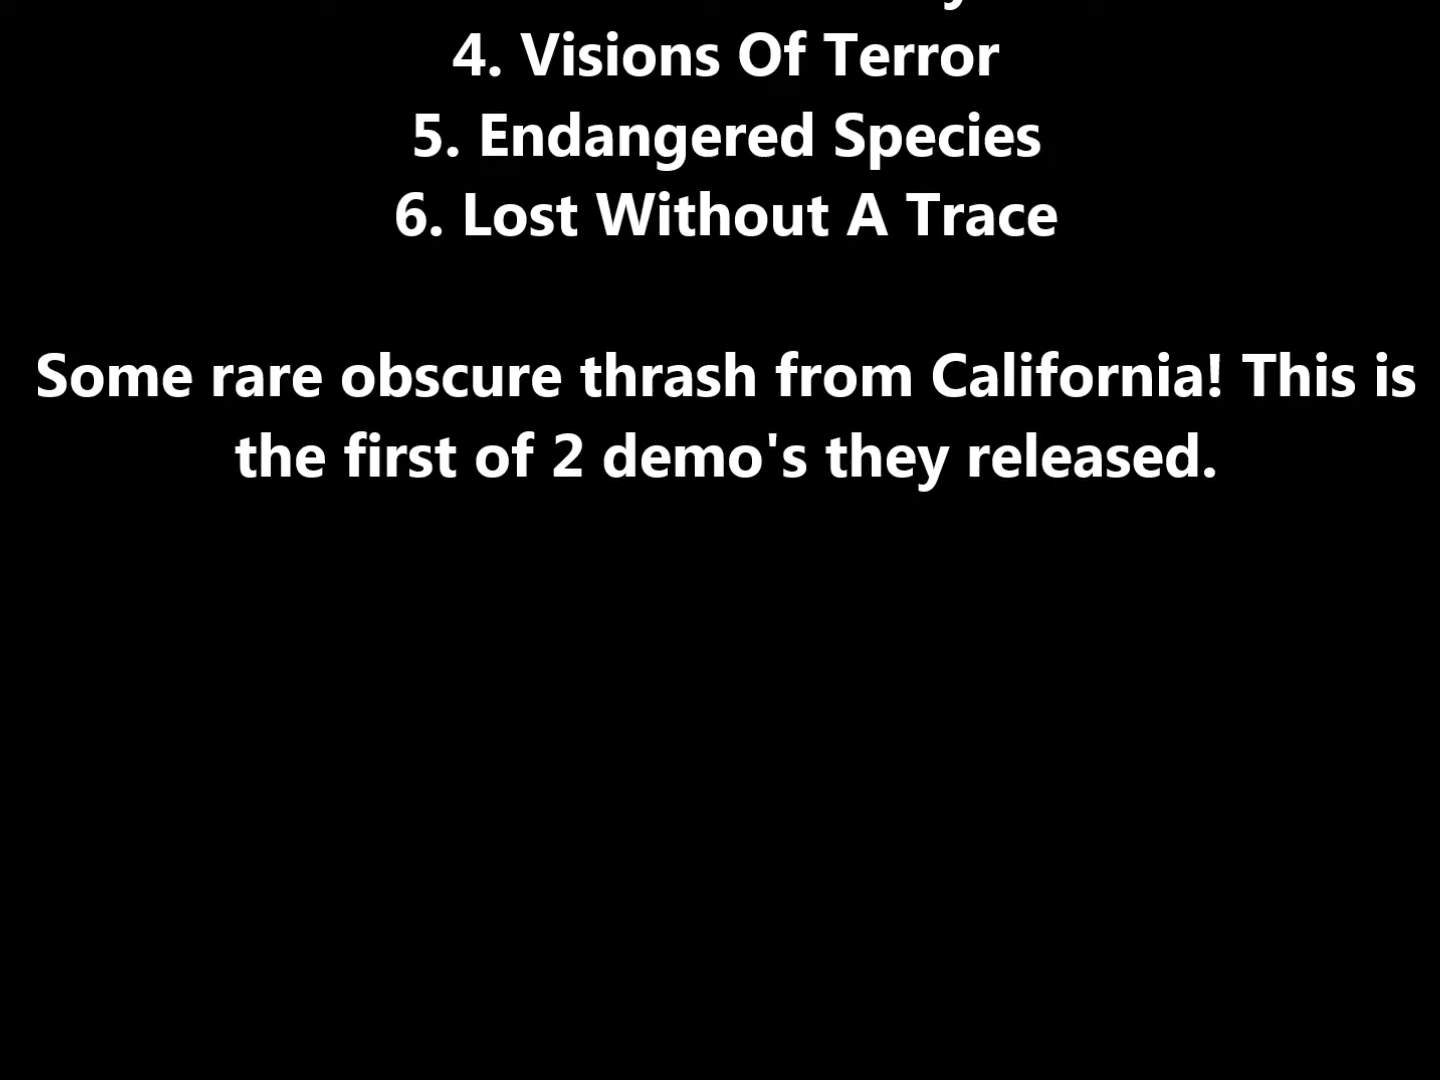 4. Visions Of Terror
5. Endangered Species
6. Lost Without A Trace
Some rare obscure thrash from California! This is
the first of 2 demo's they released.